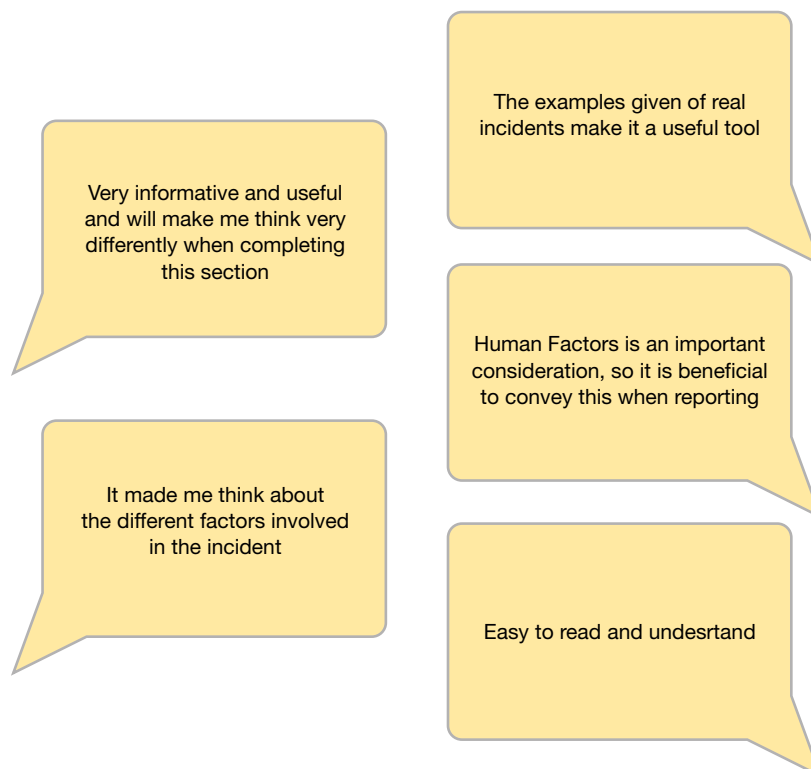 The examples given of real
incidents make it a useful tool
Very informative and useful
and will make me think very
differently when completing
this section
Human Factors is an important
consideration, so it is beneficial
to convey this when reporting
It made me think about
the different factors involved
in the incident
Easy to read and undesrtand